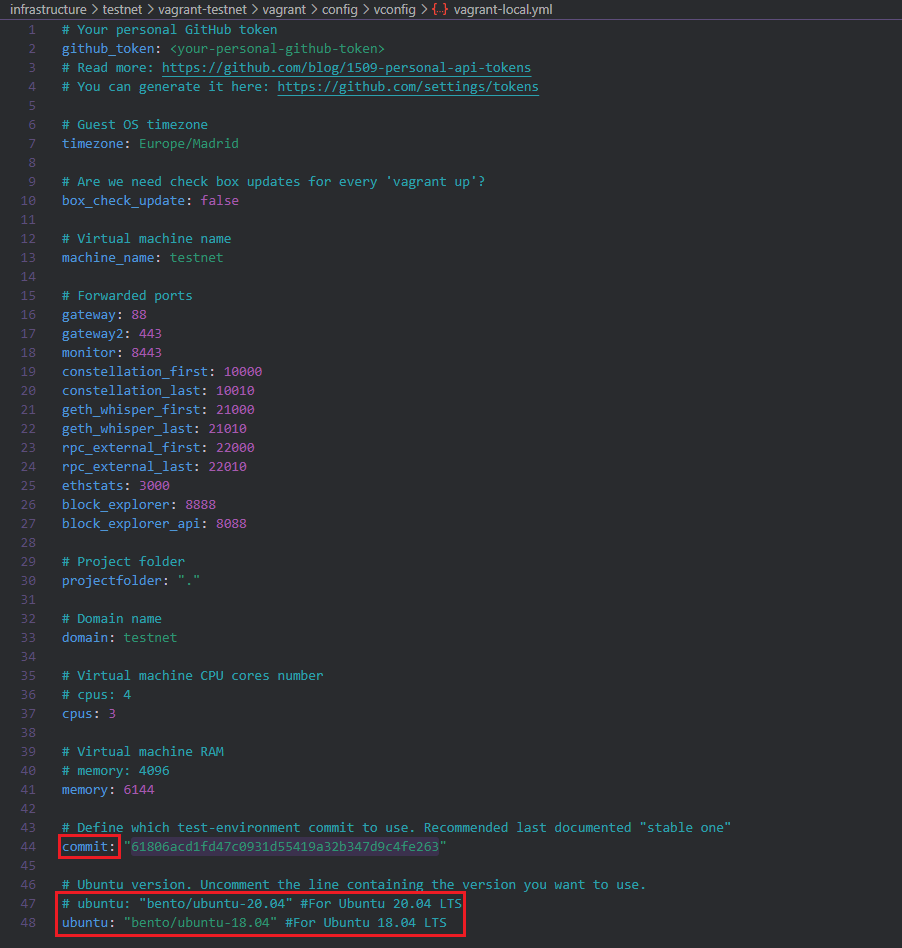 infrastructure > testnet > vagrant-testnet > vagrant > config > vconfig > {..} vagrant-local.yml
1 # Your personal GitHub token
2 github_token: <your-personal-github-token>
3 # Read more: https://github.com/blog/1509-personal-api-tokens
4 # You can generate it here: https://github.com/settings/tokens
5
6 # Guest OS timezone
7 timezone: Europe/Madrid
8
9 # Are we need check box updates for every 'vagrant up'?
10 box_check_update: false
11
12 # Virtual machine name
13 machine_name: testnet
14
15 # Forwarded ports
16 gateway: 88
17 gateway2: 443
18 monitor: 8443
19 constellation_first: 10000
20 constellation_last: 10010
21 geth_whisper_first: 21000
22 geth_whisper_last: 21010
23 rpc_external_first: 22000
24 rpc_external_last: 22010
25 ethstats: 3000
26 block_explorer: 8888
27 block_explorer_api: 8088
28
29 # Project folder
30 projectfolder: "."
31
32 # Domain name
33 domain: testnet
34
35 # Virtual machine CPU cores number
36 # cpus: 4
37 cpus: 3
38
39 # Virtual machine RAM
40 # memory: 4096
41 memory: 6144
42
43 # Define which test-environment commit to use. Recommended last documented "stable one"
44 commit: "61806acd1fd47c0931d55419a32b347d9c4fe263"
45
46 # Ubuntu version. Uncomment the line containing the version you want to use.
47 # ubuntu: "bento/ubuntu-20.04" #For Ubuntu 20.04 LTS
48 ubuntu: "bento/ubuntu-18.04" #For Ubuntu 18.04 LTS